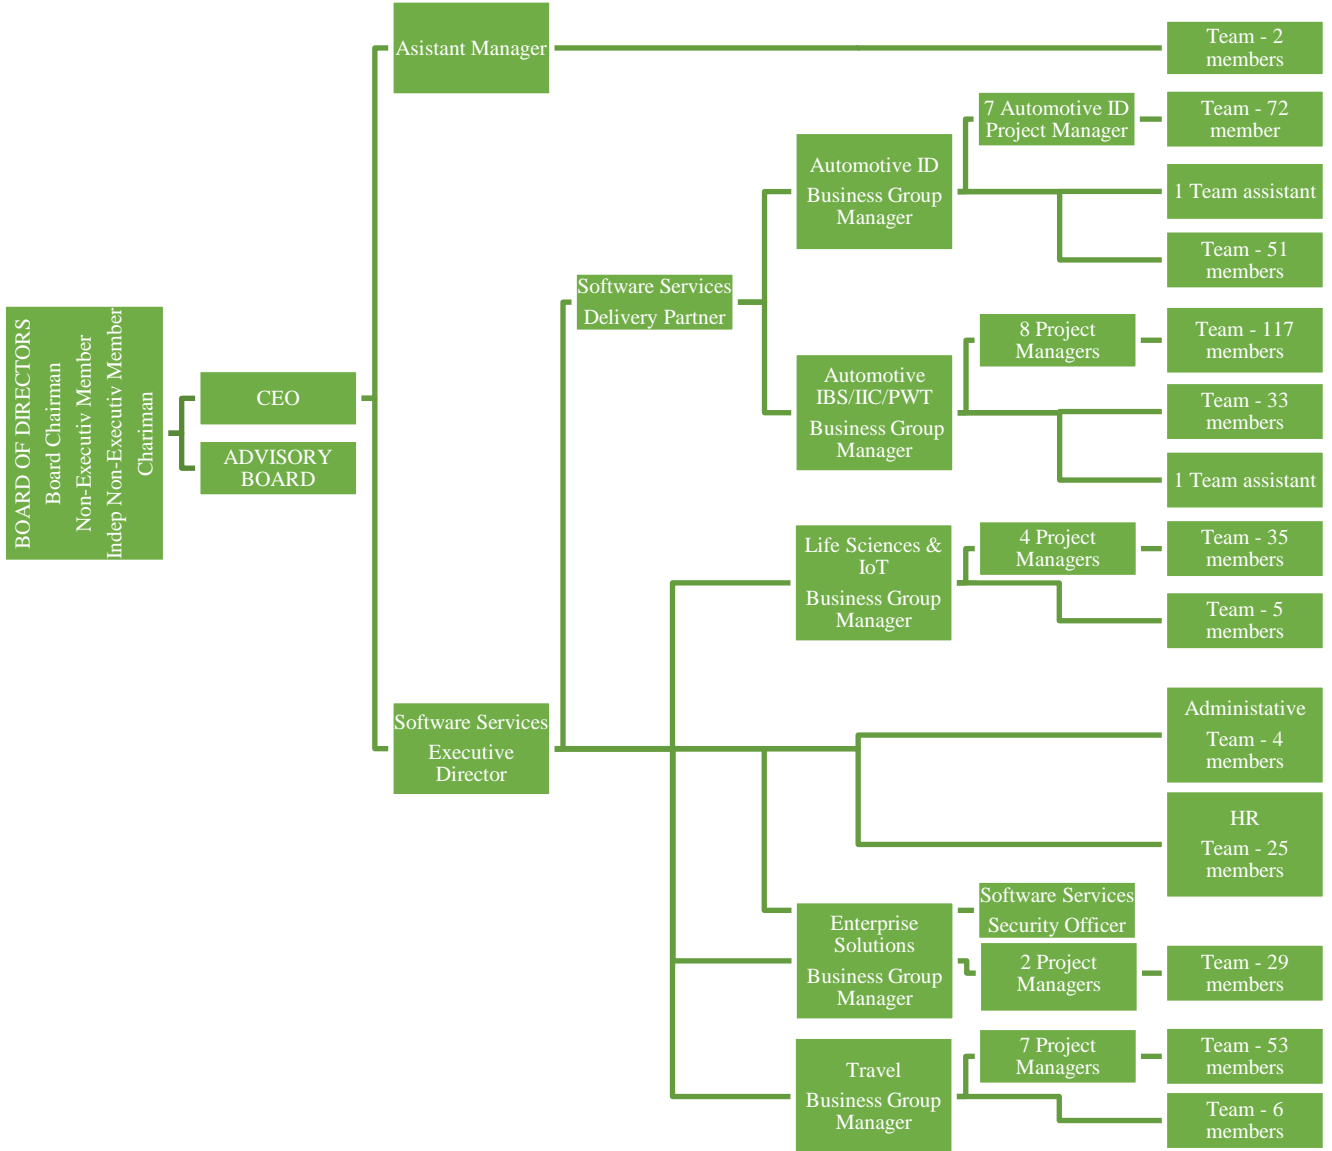 BOARD OF DIRECTORS
Board Chairman
Non-Executiv Member
Indep Non-Executiv Member
Chariman
CEO
ADVISORY
BOARD
Asistant Manager
Team - 2
members
Software Services
Executive
Director
Software Services
Delivery Partner
Automotive ID
Business Group
Manager
7 Automotive ID
Project Manager
Team - 72
member
1 Team assistant
Team - 51
members
Automotive
IBS/IIC/PWT
Business Group
Manager
8 Project
Managers
Team - 117
members
Team - 33
members
1 Team assistant
Life Sciences &
IoT
Business Group
Manager
4 Project
Managers
Team - 35
members
Team - 5
members
Administative
Team - 4
members
HR
Team - 25
members
Enterprise
Solutions
Business Group
Manager
Software Services
Security Officer
2 Project
Managers
Team - 29
members
Travel
Business Group
Manager
7 Project
Managers
Team - 53
members
Team - 6
members